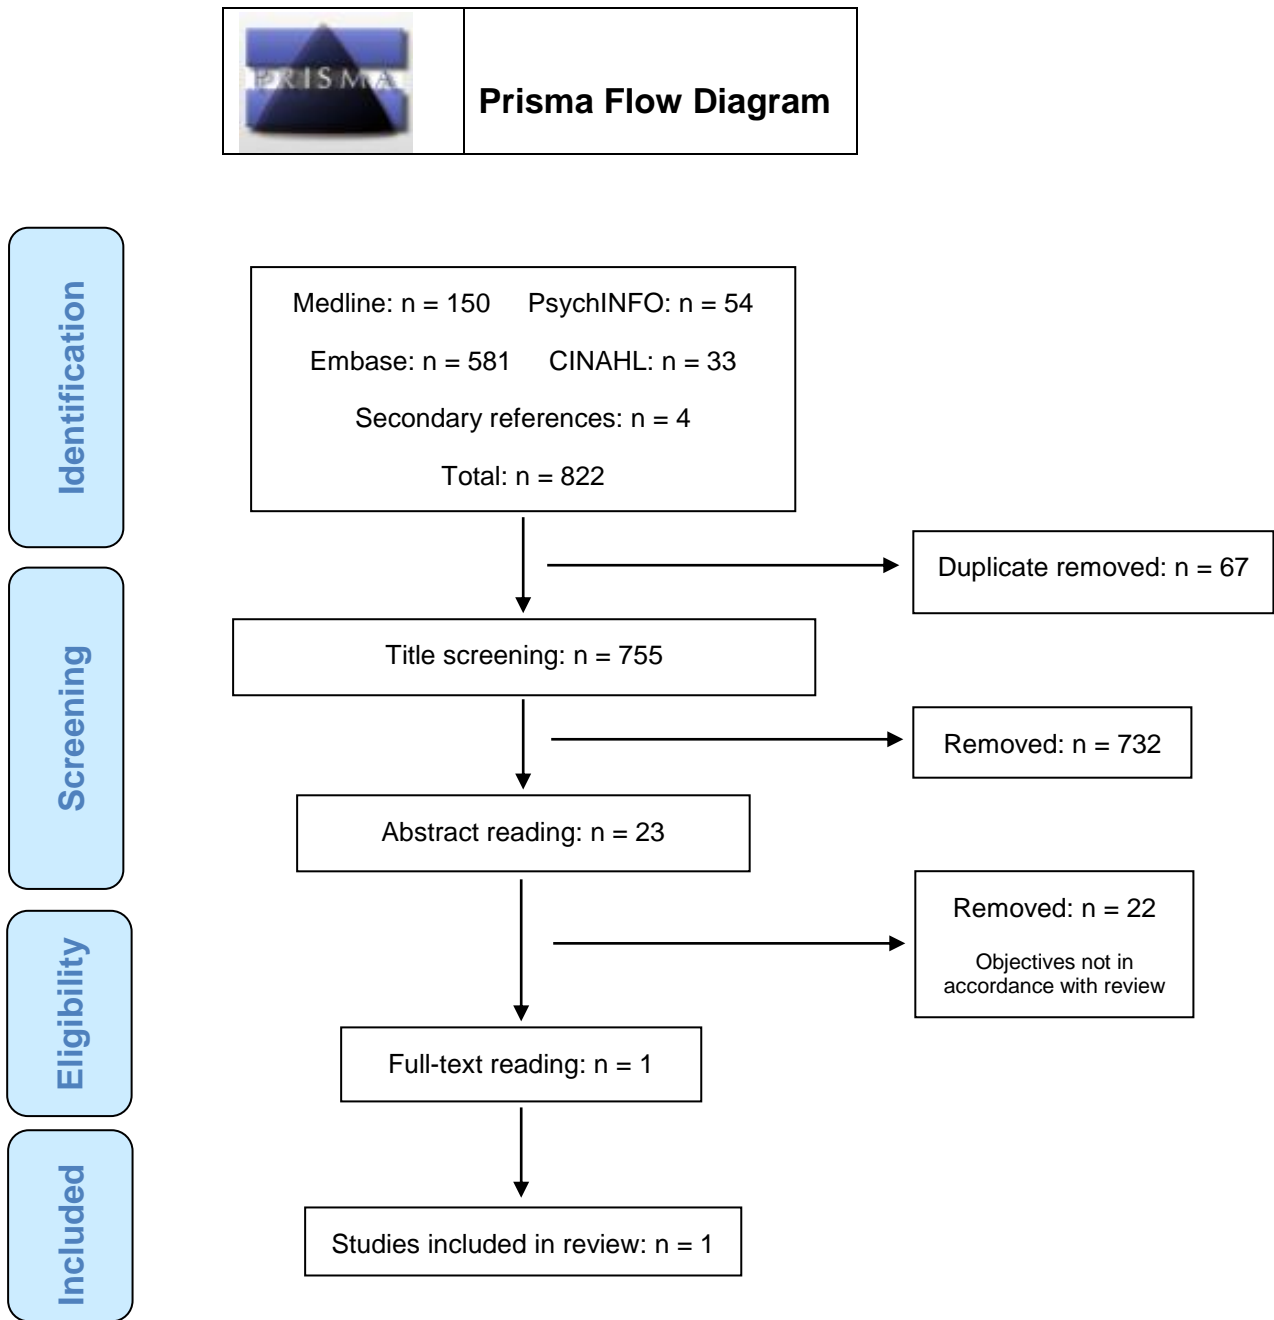 PRISMA
Prisma Flow Diagram
Identification
Medline: n = 150 PsychINFO: n = 54
Embase: n = 581 CINAHL: n = 33
Secondary references: n = 4
Total: n = 822
Duplicate removed: n = 67
Screening
Title screening: n = 755
Removed: n = 732
Abstract reading: n = 23
Removed: n = 22
Objectives not in
accordance with review
Eligibility
Full-text reading: n = 1
Included
Studies included in review: n = 1